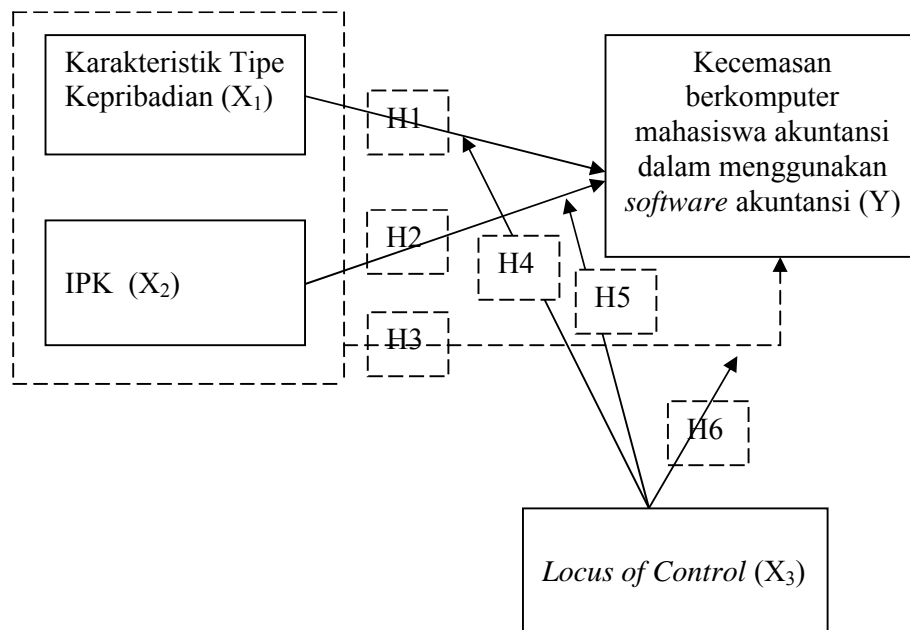 Karakteristik Tipe
Kepribadian (X₁)
H1
Kecemasan
berkomputer
mahasiswa akuntansi
dalam menggunakan
software akuntansi (Y)
IPK (X₂)
H2
H4
H5
H3
H6
Locus of Control (X₃)